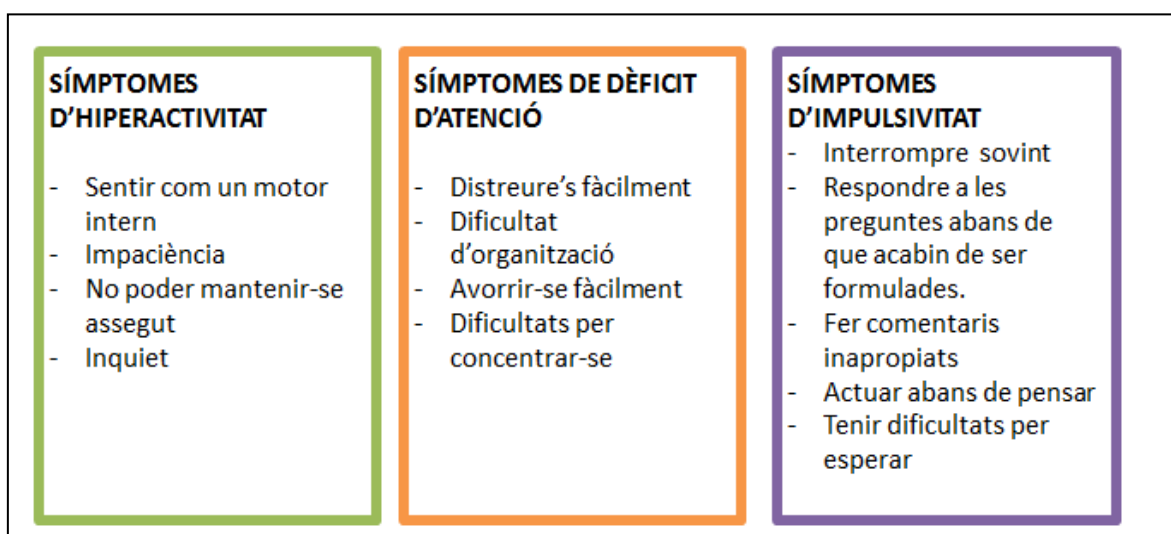 SÍMPTOMES
D'HIPERACTIVITAT
- Sentir com un motor
intern
- Impaciència
- No poder mantenir-se
assegut
- Inquiet
SÍMPTOMES DE DÈFICIT
D'ATENCIÓ
- Distreure's fàcilment
- Dificultat
d'organització
- Avorrir-se fàcilment
- Dificultats per
concentrar-se
SÍMPTOMES
D'IMPULSIVITAT
- Interrompre sovint
- Respondre a les
preguntes abans de
que acabin de ser
formulades.
- Fer comentaris
inapropiats
- Actuar abans de pensar
- Tenir dificultats per
esperar